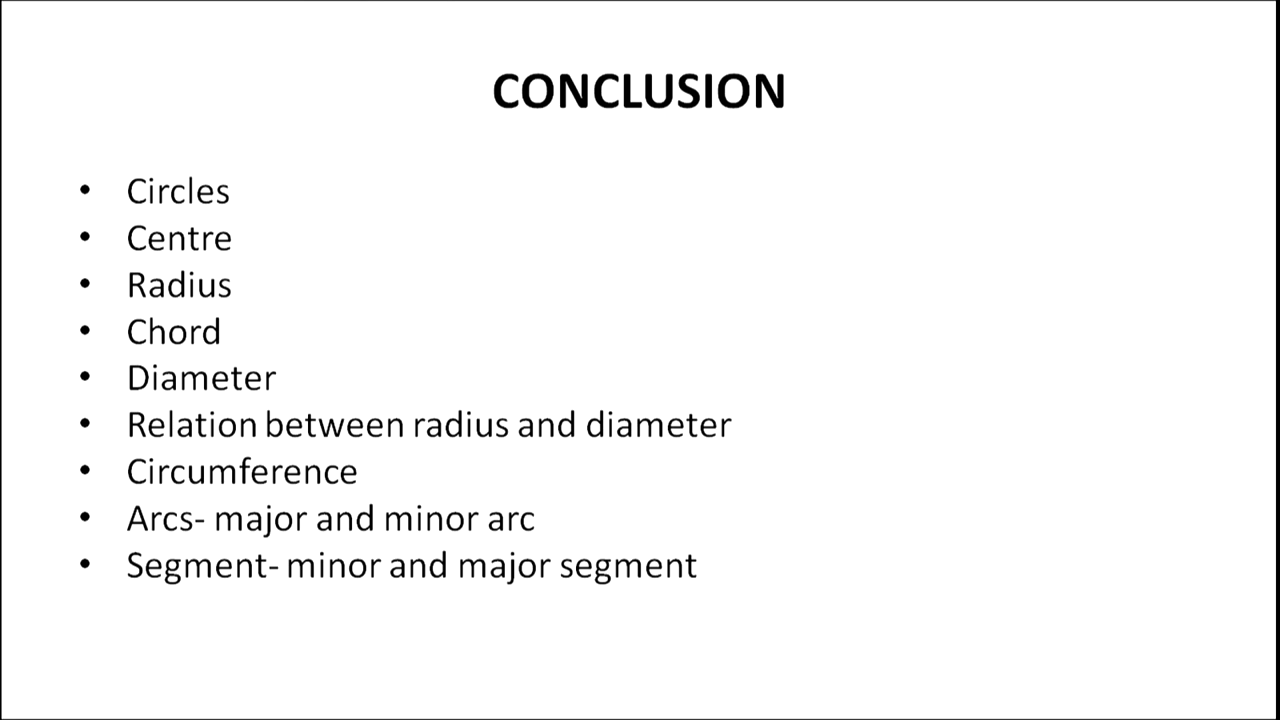 CONCLUSION
• Circles
• Centre
• Radius
• Chord
• Diameter
• Relation between radius and diameter
• Circumference
• Arcs- major and minor arc
• Segment- minor and major segment